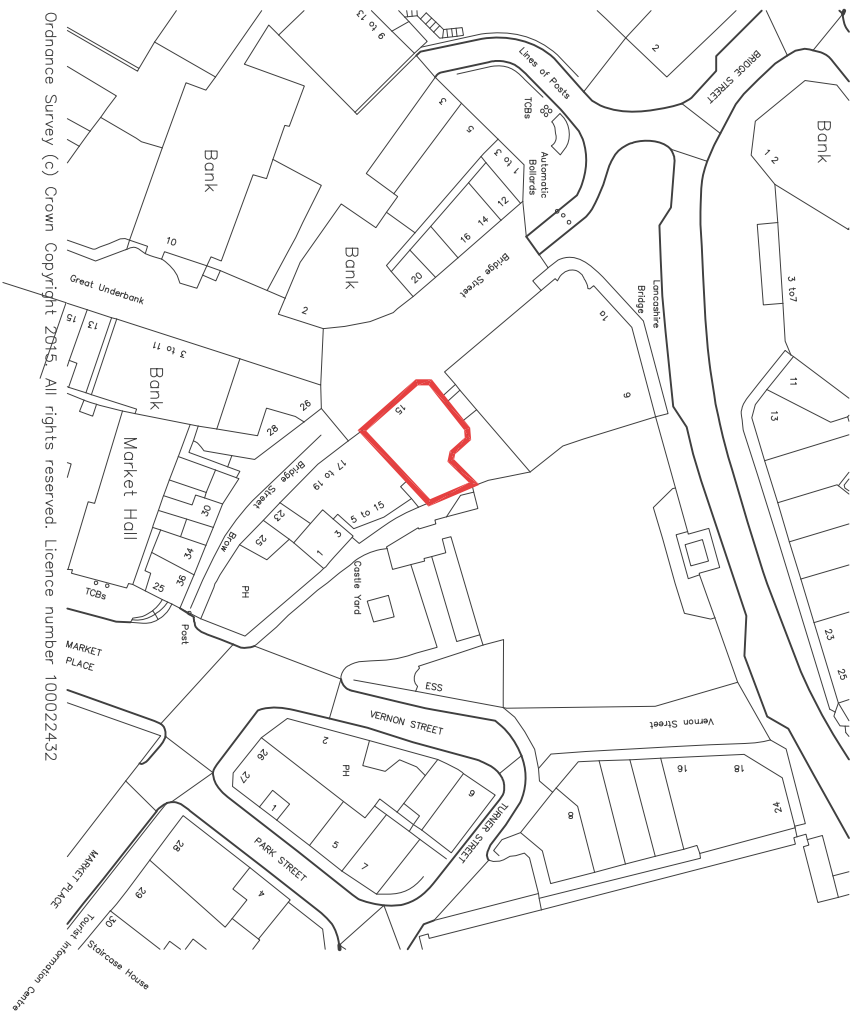 Ordnance Survey (c) Crown Copyright 2015. All rights reserved. Licence number 100022432
9 to 13
Lines of Posts
2
BRIDGE STREET
Bank
1 2
TCBs
3
5
1 to 3
Automatic
Bollards
12
14
16
20
Bank
10
Bank
2
Bridge Street
Great Underbank
Lancashire
Bridge
1a
9
3 to7
11
13
15
13
3 to 11
Bank
26
28
15
17 to
19
Bridge
Street
Brow
Market Hall
30
34
36
25
TCBs
23
25
5 to 15
3
1
PH
Castle Yard
Post
MARKET
PLACE
ESS
VERNON STREET
Vernon Street
23
25
2
PH
26
27
1
5
7
6
TURNER STREET
PARK STREET
8
16
18
24
28
29
30
4
MARKET PLACE
Tourist Information Centre
Staircase House